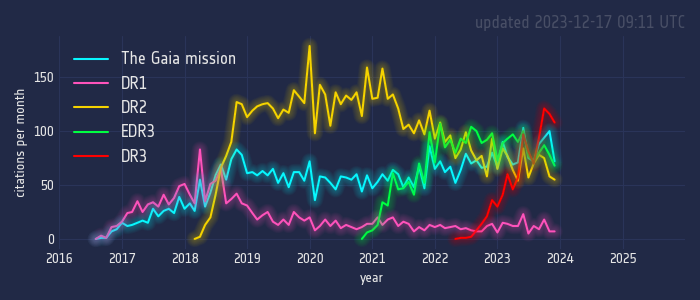 updated 2023-12-17 09:11 UTC
The Gaia mission
DR1
DR2
EDR3
DR3
citations per month
150
100
50
0
2016 2017 2018 2019 2020 2021 2022 2023 2024 2025
year